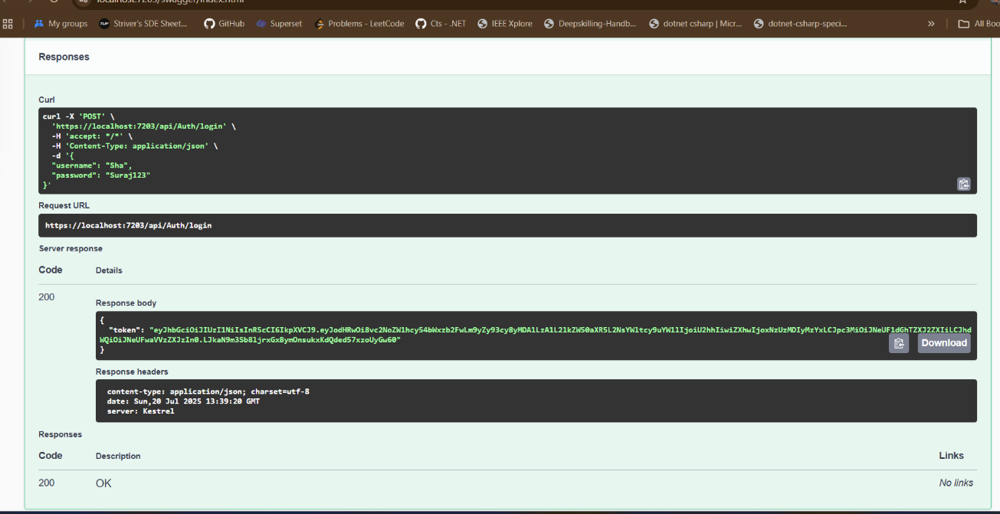 localhost:7203/swagger/index.html
My groups
Striver's SDE Sheet...
GitHub
Superset
Problems - LeetCode
Cts - .NET
IEEE Xplore
Deepskilling-Handb...
dotnet csharp | Micr...
dotnet-csharp-speci...
»
All Boo
Responses
Curl
curl -X 'POST' \
'https://localhost:7203/api/Auth/login' \
-H 'accept: */*' \
-H 'Content-Type: application/json' \
-d '{
"username": "Sha",
"password": "Suraj123"
}'
Request URL
https://localhost:7203/api/Auth/login
Server response
Code
Details
200
Response body
{
"token": "eyJhbGciOiJIUzI1NiIsInR5cCI6IkpXVCJ9.eyJodHRwOi8vc2NoZW1hcy54bWxzb2FwLm9yZy93cy8yMDA1LzA1L2lkZW50aXR5L2NsYWltcy9uYW1lIjoiU2hhIiwiZXhwIjoxNzUzMDIyMzYxLCJpc3MiOiJNeUF1dGhTZXJ2ZXIiLCJhd
WQiOiJNeUFwaVVzZXJzIn0.LJkaN9m3Sb8ljrxGxBymOnsukxKdQded57xzoUyGw60"
}
Download
Response headers
content-type: application/json; charset=utf-8
date: Sun,20 Jul 2025 13:39:20 GMT
server: Kestrel
Responses
Code
Description
Links
200
OK
No links